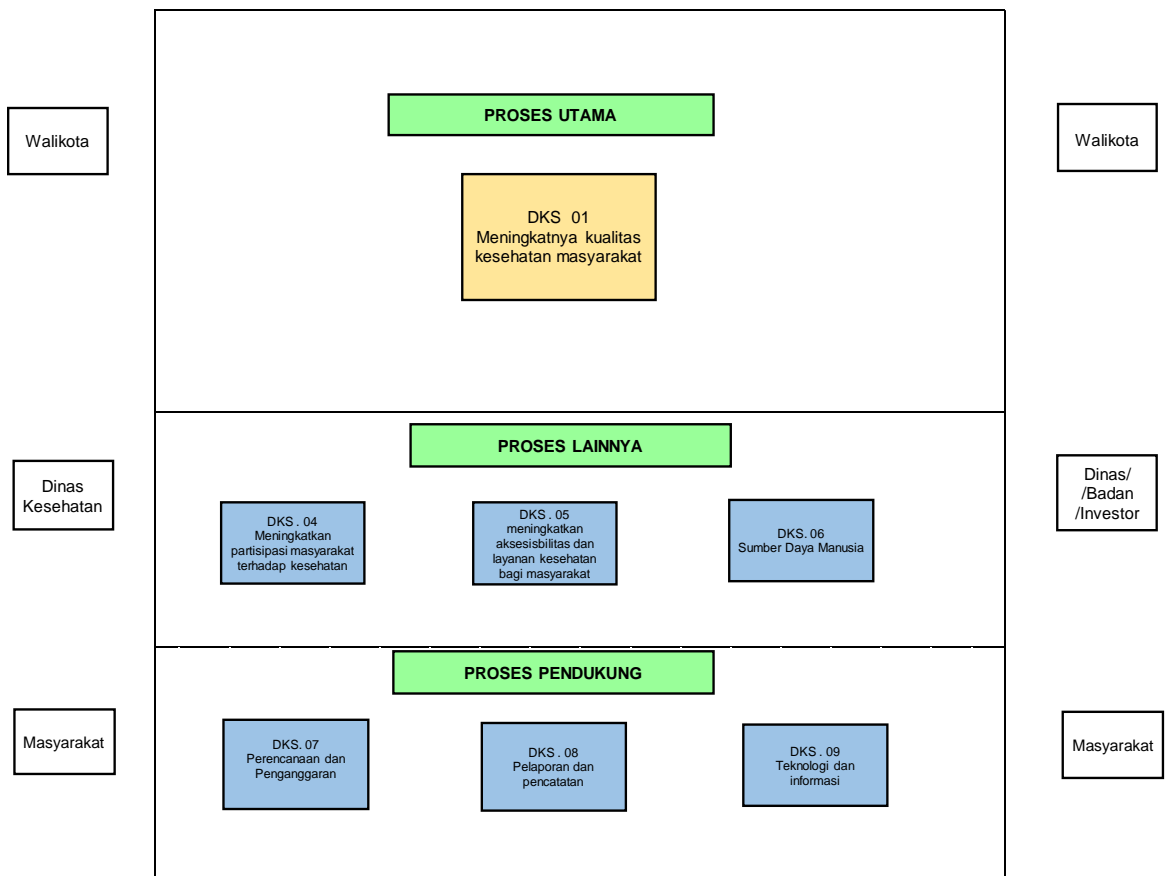 PROSES UTAMA
Walikota
Walikota
DKS 01
Meningkatnya kualitas
kesehatan masyarakat
PROSES LAINNYA
Dinas
Kesehatan
DKS . 04
Meningkatkan
partisipasi masyarakat
terhadap kesehatan
DKS . 05
meningkatkan
aksesisbilitas dan
layanan kesehatan
bagi masyarakat
DKS. 06
Sumber Daya Manusia
Dinas/
/Badan
/Investor
PROSES PENDUKUNG
Masyarakat
DKS. 07
Perencanaan dan
Penganggaran
DKS . 08
Pelaporan dan
pencatatan
DKS . 09
Teknologi dan
informasi
Masyarakat